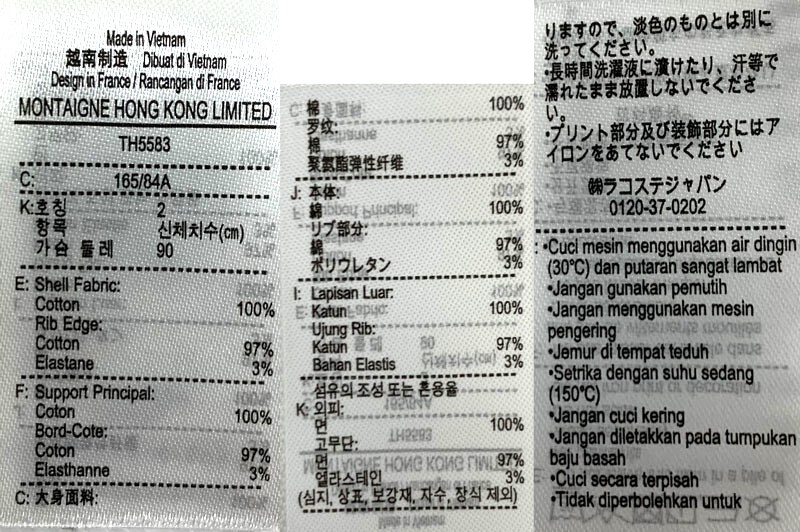 Made in Vietnam
越南制造 Dibuat di Vietnam
Design in France / Rancangan di France
MONTAIGNE HONG KONG LIMITED
TH5583
C: 165/84A
K:호칭 2
항목 신체치수(cm)
가슴 둘레 90
E: Shell Fabric:
Cotton 100%
Rib Edge:
Cotton 97%
Elastane 3%
F: Support Principal:
Coton 100%
Bord-Cote:
Coton 97%
Elasthanne 3%
C: 大身面料:
棉 100%
罗纹:
棉 97%
聚氨酯弹性纤维 3%
J: 本体:
綿 100%
リブ部分:
綿 97%
ポリウレタン 3%
I: Lapisan Luar:
Katun 100%
Ujung Rib:
Katun 97%
Bahan Elastis 3%
섬유의 조성 또는 혼용율
K: 외피:
면 100%
고무단:
면 97%
엘라스테인 3%
(심지, 상표, 보강재, 자수, 장식 제외)
りますので、淡色のものとは別に
洗ってください。
•長時間洗濯液に漬けたり、汗等で
濡れたまま放置しないでくださ
い。
•プリント部分及び装飾部分にはア
イロンをあてないでください
㈱ラコステジャパン
0120-37-0202
: •Cuci mesin menggunakan air dingin
(30℃) dan putaran sangat lambat
•Jangan gunakan pemutih
•Jangan menggunakan mesin
pengering
•Jemur di tempat teduh
•Setrika dengan suhu sedang
(150℃)
•Jangan cuci kering
•Jangan diletakkan pada tumpukan
baju basah
•Cuci secara terpisah
•Tidak diperbolehkan untuk